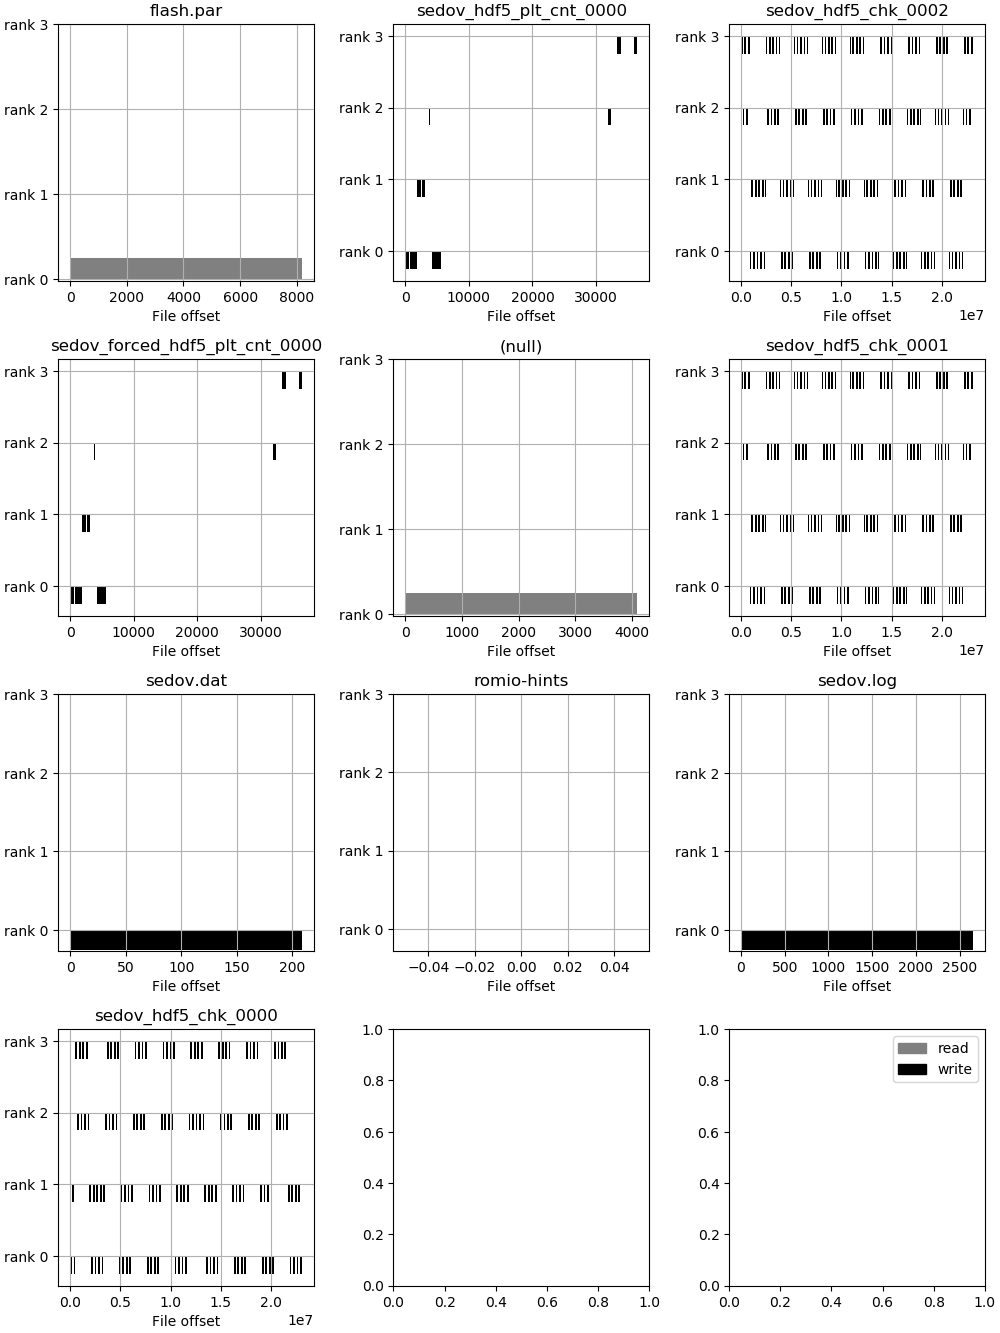 flash.par
rank 3
rank 2
rank 1
rank 0
0 2000 4000 6000 8000
File offset
sedov_hdf5_plt_cnt_0000
rank 3
rank 2
rank 1
rank 0
0 10000 20000 30000
File offset
sedov_hdf5_chk_0002
rank 3
rank 2
rank 1
rank 0
0.0 0.5 1.0 1.5 2.0
1e7
File offset
sedov_forced_hdf5_plt_cnt_0000
rank 3
rank 2
rank 1
rank 0
0 10000 20000 30000
File offset
(null)
rank 3
rank 2
rank 1
rank 0
0 1000 2000 3000 4000
File offset
sedov_hdf5_chk_0001
rank 3
rank 2
rank 1
rank 0
0.0 0.5 1.0 1.5 2.0
1e7
File offset
sedov.dat
rank 3
rank 2
rank 1
rank 0
0 50 100 150 200
File offset
romio-hints
rank 3
rank 2
rank 1
rank 0
−0.04 −0.02 0.00 0.02 0.04
File offset
sedov.log
rank 3
rank 2
rank 1
rank 0
0 500 1000 1500 2000 2500
File offset
sedov_hdf5_chk_0000
rank 3
rank 2
rank 1
rank 0
0.0 0.5 1.0 1.5 2.0
1e7
File offset
1.0
0.8
0.6
0.4
0.2
0.0
0.0 0.2 0.4 0.6 0.8 1.0
1.0
0.8
0.6
0.4
0.2
0.0
0.0 0.2 0.4 0.6 0.8 1.0
read
write